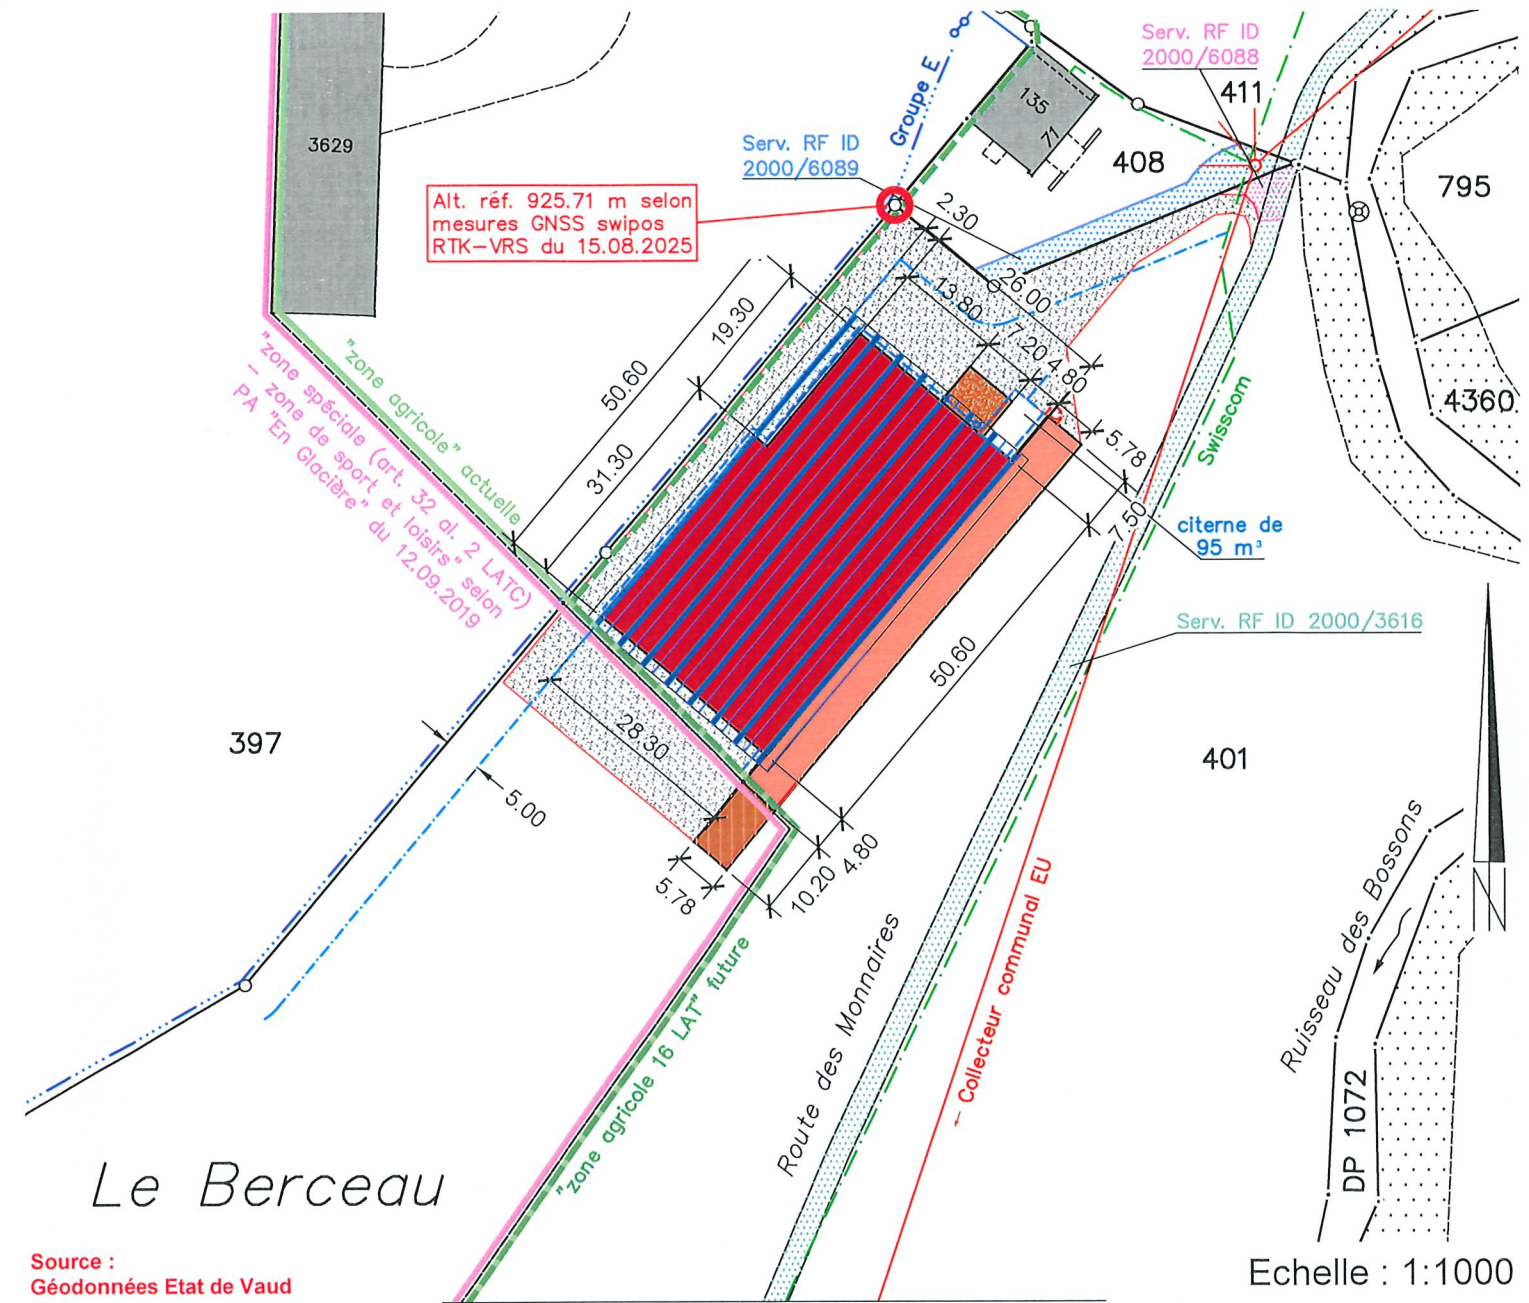 Serv. RF ID
2000/6088
411
Groupe E
135
71
3629
408
Serv. RF ID
2000/6089
795
Alt. réf. 925.71 m selon
mesures GNSS swipos
RTK-VRS du 15.08.2025
2.30
26.00
13.80
7.20
4.80
19.30
50.60
31.30
5.78
7.50
4360
Swisscom
"zone agricole" actuelle
"zone spéciale (art. 32 al. 2 LATC)
- zone de sport et loisirs" selon
PA "En Glacière" du 12.09.2019
citerne de
95 m³
Serv. RF ID 2000/3616
50.60
28.30
397
401
5.00
4.80
10.20
5.78
"zone agricole 16 LAT" future
Route des Monnaires
← Collecteur communal EU
Ruisseau des Bossons
N
DP 1072
Le Berceau
Source :
Géodonnées Etat de Vaud
Echelle : 1:1000